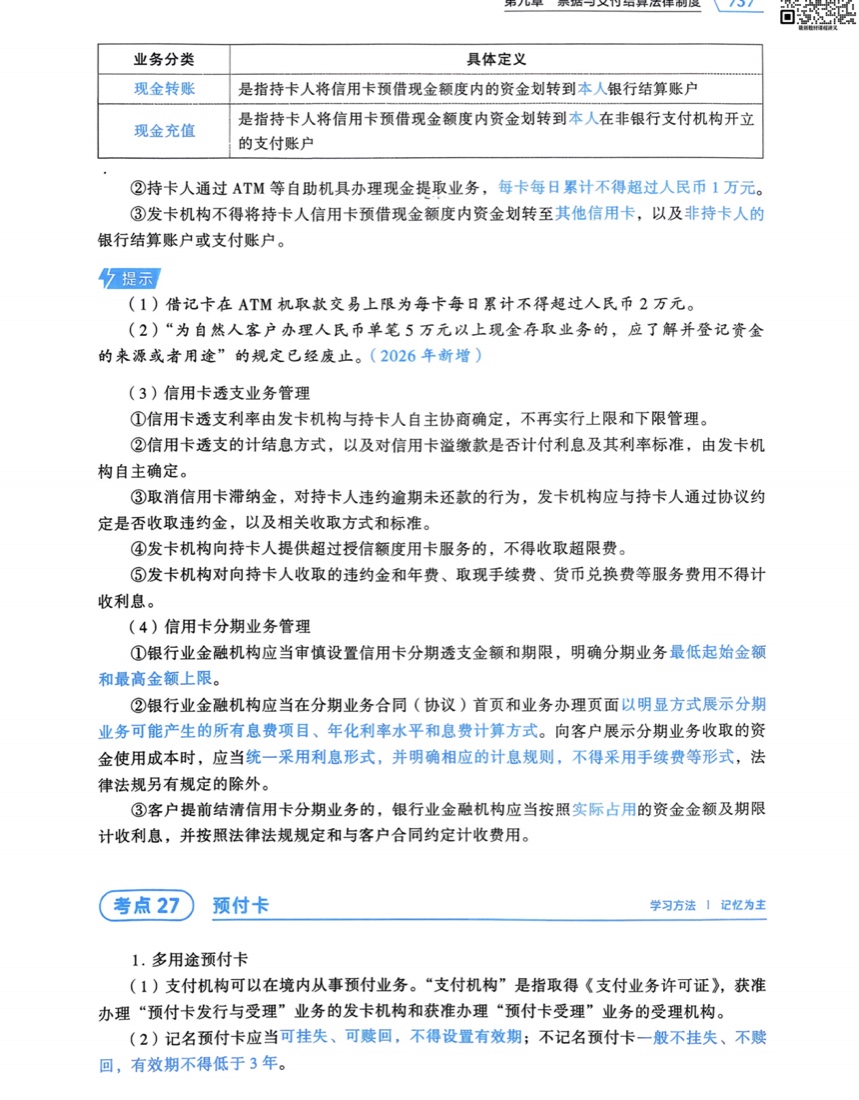 第九章 票据与支付结算法律制度 737
业务分类 具体定义
现金转账 是指持卡人将信用卡预借现金额度内的资金划转到本人银行结算账户
现金充值 是指持卡人将信用卡预借现金额度内资金划转到本人在非银行支付机构开立
的支付账户
②持卡人通过 ATM 等自助机具办理现金提取业务，每卡每日累计不得超过人民币 1 万元。
③发卡机构不得将持卡人信用卡预借现金额度内资金划转至其他信用卡，以及非持卡人的
银行结算账户或支付账户。
提示
（1）借记卡在 ATM 机取款交易上限为每卡每日累计不得超过人民币 2 万元。
（2）“为自然人客户办理人民币单笔 5 万元以上现金存取业务的，应了解并登记资金
的来源或者用途”的规定已经废止。（2026 年新增）
（3）信用卡透支业务管理
①信用卡透支利率由发卡机构与持卡人自主协商确定，不再实行上限和下限管理。
②信用卡透支的计结息方式，以及对信用卡溢缴款是否计付利息及其利率标准，由发卡机
构自主确定。
③取消信用卡滞纳金，对持卡人违约逾期未还款的行为，发卡机构应与持卡人通过协议约
定是否收取违约金，以及相关收取方式和标准。
④发卡机构向持卡人提供超过授信额度用卡服务的，不得收取超限费。
⑤发卡机构对向持卡人收取的违约金和年费、取现手续费、货币兑换费等服务费用不得计
收利息。
（4）信用卡分期业务管理
①银行业金融机构应当审慎设置信用卡分期透支金额和期限，明确分期业务最低起始金额
和最高金额上限。
②银行业金融机构应当在分期业务合同（协议）首页和业务办理页面以明显方式展示分期
业务可能产生的所有息费项目、年化利率水平和息费计算方式。向客户展示分期业务收取的资
金使用成本时，应当统一采用利息形式，并明确相应的计息规则，不得采用手续费等形式，法
律法规另有规定的除外。
③客户提前结清信用卡分期业务的，银行业金融机构应当按照实际占用的资金金额及期限
计收利息，并按照法律法规规定和与客户合同约定计收费用。
考点 27 预付卡 学习方法 | 记忆为主
1. 多用途预付卡
（1）支付机构可以在境内从事预付业务。“支付机构”是指取得《支付业务许可证》，获准
办理“预付卡发行与受理”业务的发卡机构和获准办理“预付卡受理”业务的受理机构。
（2）记名预付卡应当可挂失、可赎回，不得设置有效期；不记名预付卡一般不挂失、不赎
回，有效期不得低于 3 年。